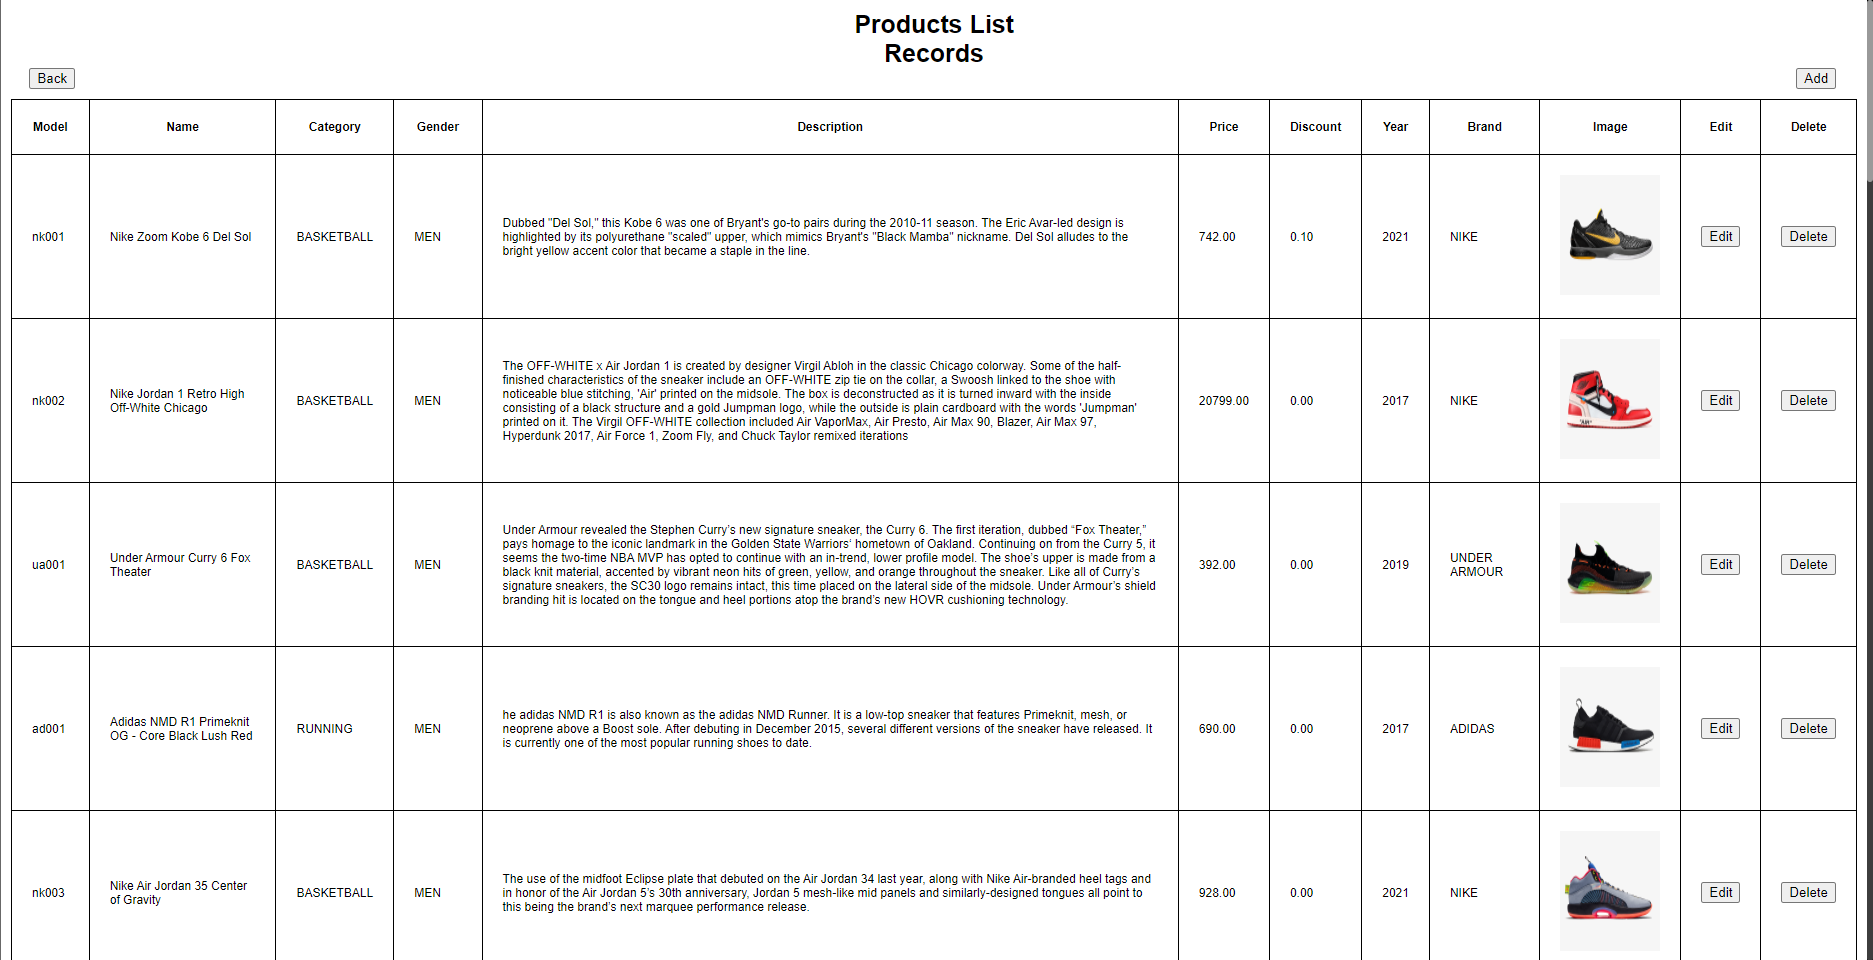 Products List
Records
Back
Add
Model Name Category Gender Description Price Discount Year Brand Image Edit Delete
nk001 Nike Zoom Kobe 6 Del Sol BASKETBALL MEN
Dubbed "Del Sol," this Kobe 6 was one of Bryant's go-to pairs during the 2010-11 season. The Eric Avar-led design is
highlighted by its polyurethane "scaled" upper, which mimics Bryant's "Black Mamba" nickname. Del Sol alludes to the
bright yellow accent color that became a staple in the line.
742.00 0.10 2021 NIKE Edit Delete
nk002
Nike Jordan 1 Retro High
Off-White Chicago
BASKETBALL MEN
The OFF-WHITE x Air Jordan 1 is created by designer Virgil Abloh in the classic Chicago colorway. Some of the half-
finished characteristics of the sneaker include an OFF-WHITE zip tie on the collar, a Swoosh linked to the shoe with
noticeable blue stitching, 'Air' printed on the midsole. The box is deconstructed as it is turned inward with the inside
consisting of a black structure and a gold Jumpman logo, while the outside is plain cardboard with the words 'Jumpman'
printed on it. The Virgil OFF-WHITE collection included Air VaporMax, Air Presto, Air Max 90, Blazer, Air Max 97,
Hyperdunk 2017, Air Force 1, Zoom Fly, and Chuck Taylor remixed iterations
20799.00 0.00 2017 NIKE Edit Delete
ua001
Under Armour Curry 6 Fox
Theater
BASKETBALL MEN
Under Armour revealed the Stephen Curry’s new signature sneaker, the Curry 6. The first iteration, dubbed “Fox Theater,”
pays homage to the iconic landmark in the Golden State Warriors’ hometown of Oakland. Continuing on from the Curry 5, it
seems the two-time NBA MVP has opted to continue with an in-trend, lower profile model. The shoe’s upper is made from a
black knit material, accented by vibrant neon hits of green, yellow, and orange throughout the sneaker. Like all of Curry’s
signature sneakers, the SC30 logo remains intact, this time placed on the lateral side of the midsole. Under Armour’s shield
branding hit is located on the tongue and heel portions atop the brand’s new HOVR cushioning technology.
392.00 0.00 2019
UNDER
ARMOUR
Edit Delete
ad001
Adidas NMD R1 Primeknit
OG - Core Black Lush Red
RUNNING MEN
he adidas NMD R1 is also known as the adidas NMD Runner. It is a low-top sneaker that features Primeknit, mesh, or
neoprene above a Boost sole. After debuting in December 2015, several different versions of the sneaker have released. It
is currently one of the most popular running shoes to date.
690.00 0.00 2017 ADIDAS Edit Delete
nk003
Nike Air Jordan 35 Center
of Gravity
BASKETBALL MEN
The use of the midfoot Eclipse plate that debuted on the Air Jordan 34 last year, along with Nike Air-branded heel tags and
in honor of the Air Jordan 5’s 30th anniversary, Jordan 5 mesh-like mid panels and similarly-designed tongues all point to
this being the brand’s next marquee performance release.
928.00 0.00 2021 NIKE Edit Delete